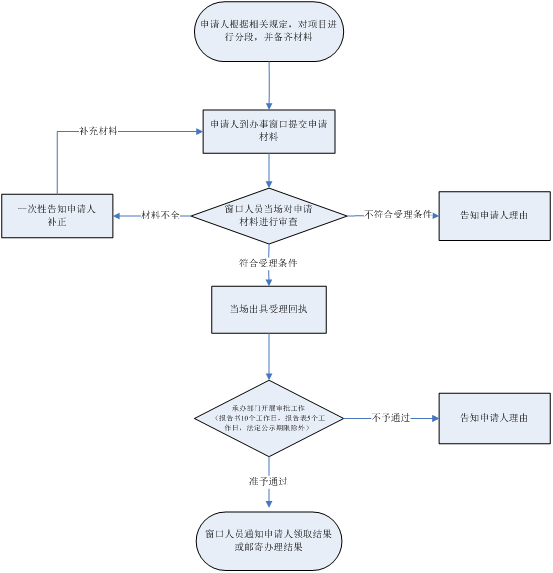 申请人根据相关规定，对项目进
行分段，并备齐材料
申请人到办事窗口提交申请
材料
补充材料
一次性告知申请人
补正
材料不全
窗口人员当场对申请
材料进行审查
不符合受理条件
告知申请人理由
符合受理条件
当场出具受理回执
承办部门开展审批工作
（报告书10个工作日，报告表5个工
作日，法定公示期限除外）
不予通过
告知申请人理由
准予通过
窗口人员通知申请人领取结果
或邮寄办理结果